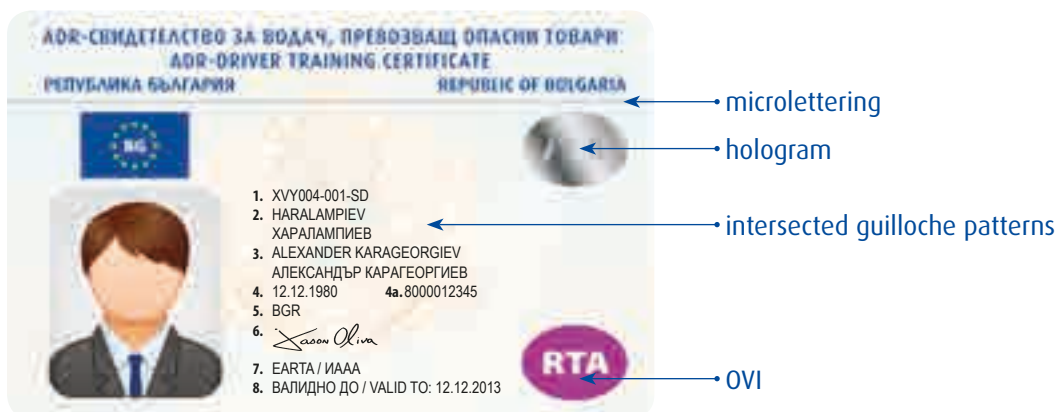 ADR-СВИДЕТЕЛСТВО ЗА ВОДАЧ, ПРЕВОЗВАЩ ОПАСНИ ТОВАРИ
ADR-DRIVER TRAINING CERTIFICATE
РЕПУБЛИКА БЪЛГАРИЯ REPUBLIC OF BULGARIA
microlettering
BG
hologram
1. XVY004-001-SD
2. HARALAMPIEV
ХАРАЛАМПИЕВ
intersected guilloche patterns
3. ALEXANDER KARAGEORGIEV
АЛЕКСАНДЪР КАРАГЕОРГИЕВ
4. 12.12.1980 4a. 8000012345
5. BGR
6. Jason Oliva
7. EARTA / ИААА
8. ВАЛИДНО ДО / VALID TO: 12.12.2013
RTA
OVI